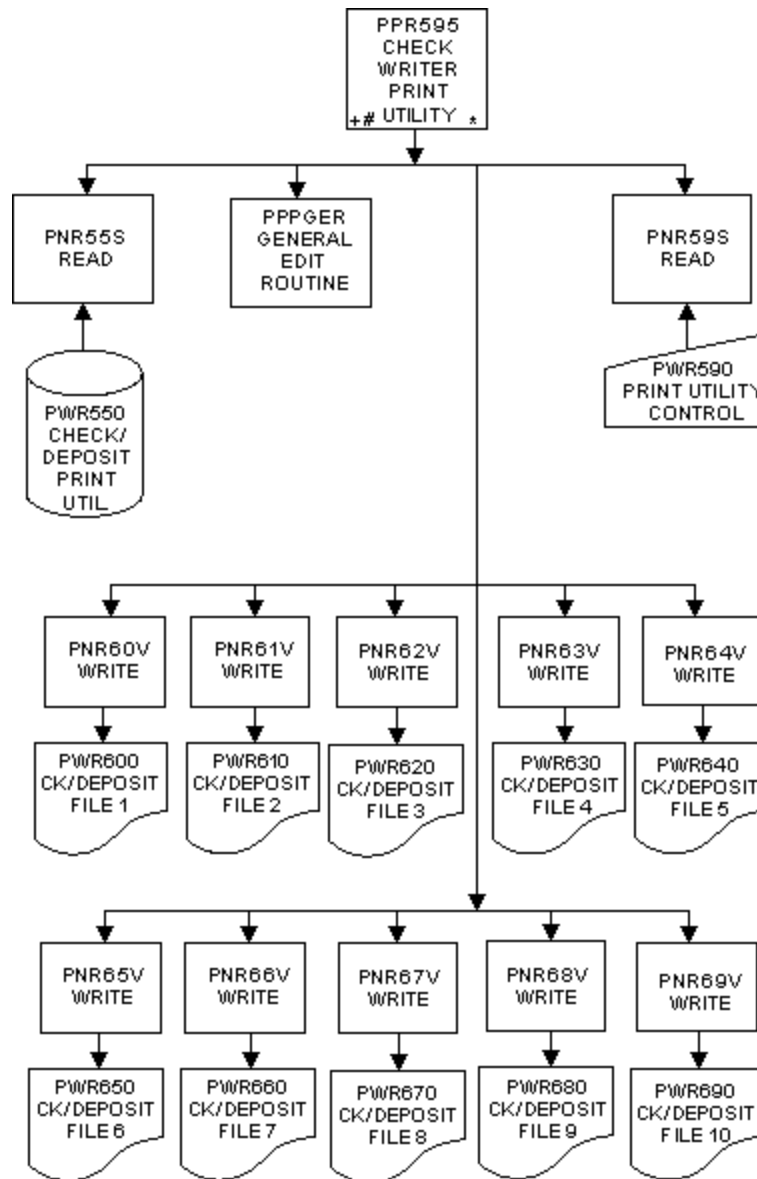 PPR595
CHECK
WRITER
PRINT
+# UTILITY *
PNR55S
READ
PPPGER
GENERAL
EDIT
ROUTINE
PNR59S
READ
PWR550
CHECK/
DEPOSIT
PRINT
UTIL
PWR590
PRINT UTILITY
CONTROL
PNR60V
WRITE
PNR61V
WRITE
PNR62V
WRITE
PNR63V
WRITE
PNR64V
WRITE
PWR600
CK/DEPOSIT
FILE 1
PWR610
CK/DEPOSIT
FILE 2
PWR620
CK/DEPOSIT
FILE 3
PWR630
CK/DEPOSIT
FILE 4
PWR640
CK/DEPOSIT
FILE 5
PNR65V
WRITE
PNR66V
WRITE
PNR67V
WRITE
PNR68V
WRITE
PNR69V
WRITE
PWR650
CK/DEPOSIT
FILE 6
PWR660
CK/DEPOSIT
FILE 7
PWR670
CK/DEPOSIT
FILE 8
PWR680
CK/DEPOSIT
FILE 9
PWR690
CK/DEPOSIT
FILE 10